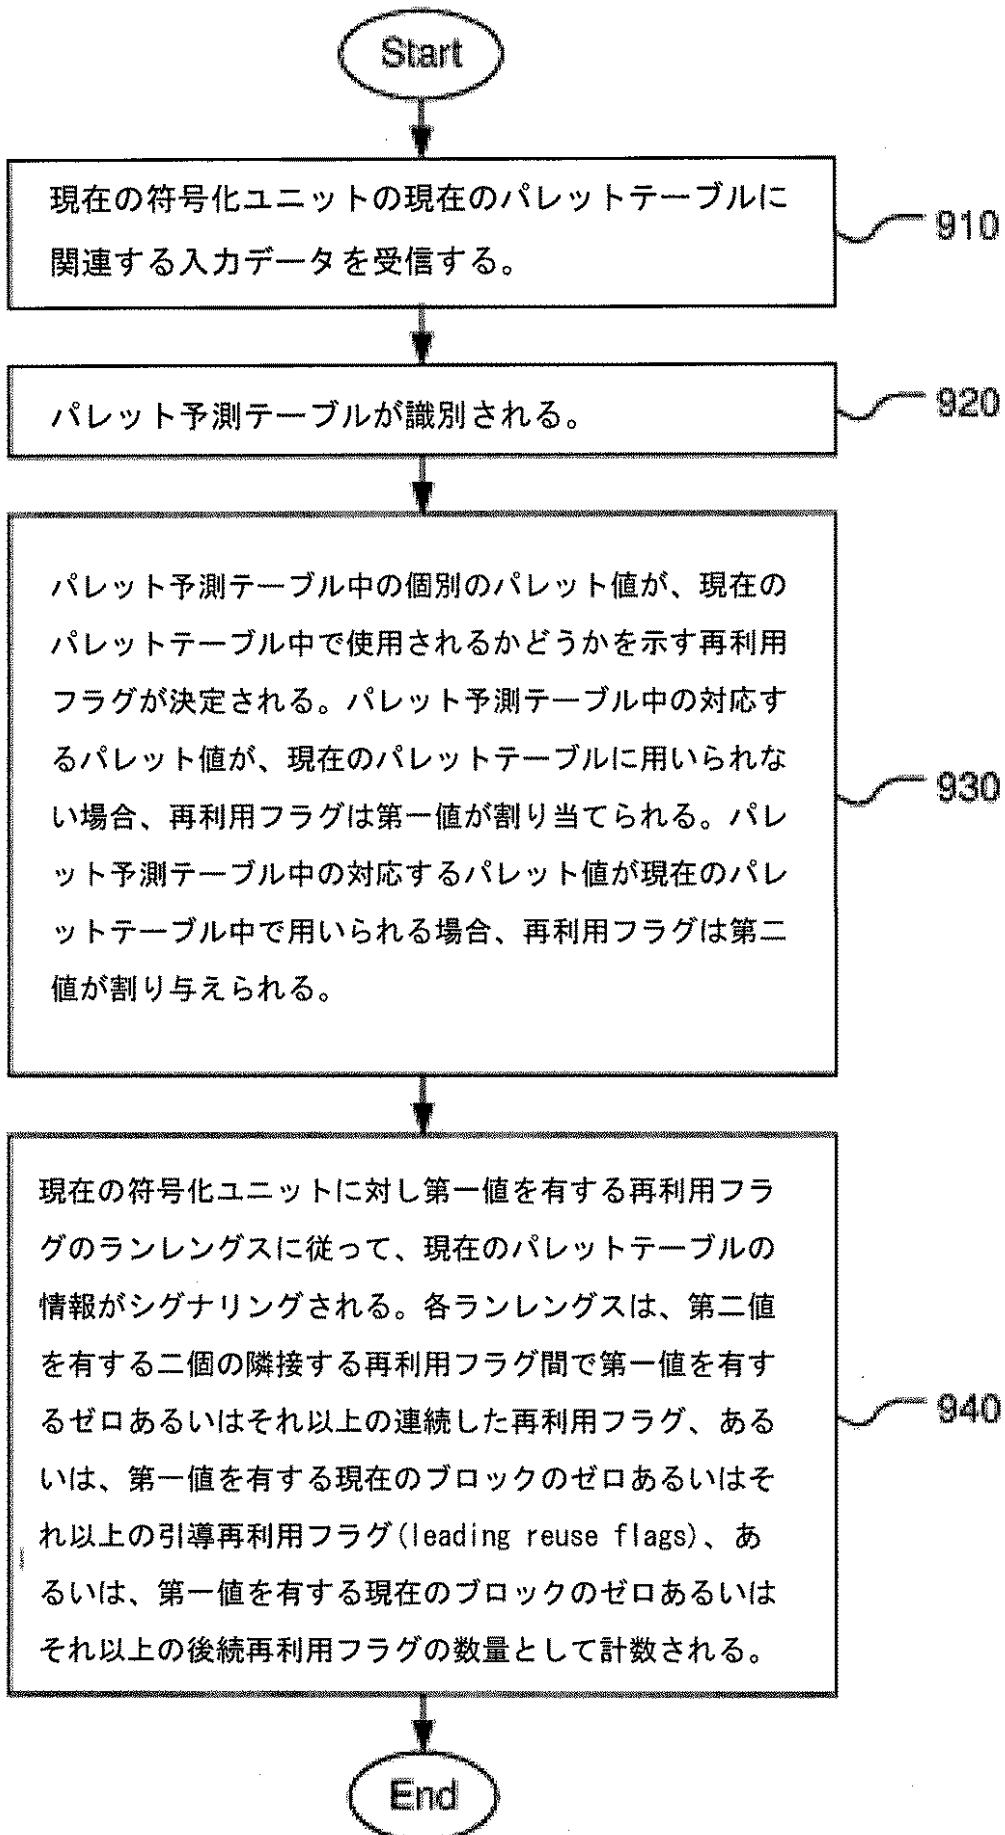 Start
現在の符号化ユニットの現在のパレットテーブルに
関連する入力データを受信する。
910
パレット予測テーブルが識別される。
920
パレット予測テーブル中の個別のパレット値が、現在の
パレットテーブル中で使用されるかどうかを示す再利用
フラグが決定される。パレット予測テーブル中の対応す
るパレット値が、現在のパレットテーブルに用いられな
い場合、再利用フラグは第一値が割り当てられる。パレ
ット予測テーブル中の対応するパレット値が現在のパレ
ットテーブル中で用いられる場合、再利用フラグは第二
値が割り与えられる。
930
現在の符号化ユニットに対し第一値を有する再利用フラ
グのランレングスに従って、現在のパレットテーブルの
情報がシグナリングされる。各ランレングスは、第二値
を有する二個の隣接する再利用フラグ間で第一値を有す
るゼロあるいはそれ以上の連続した再利用フラグ、ある
いは、第一値を有する現在のブロックのゼロあるいはそ
れ以上の引導再利用フラグ(leading reuse flags)、あ
るいは、第一値を有する現在のブロックのゼロあるいは
それ以上の後続再利用フラグの数量として計数される。
940
End